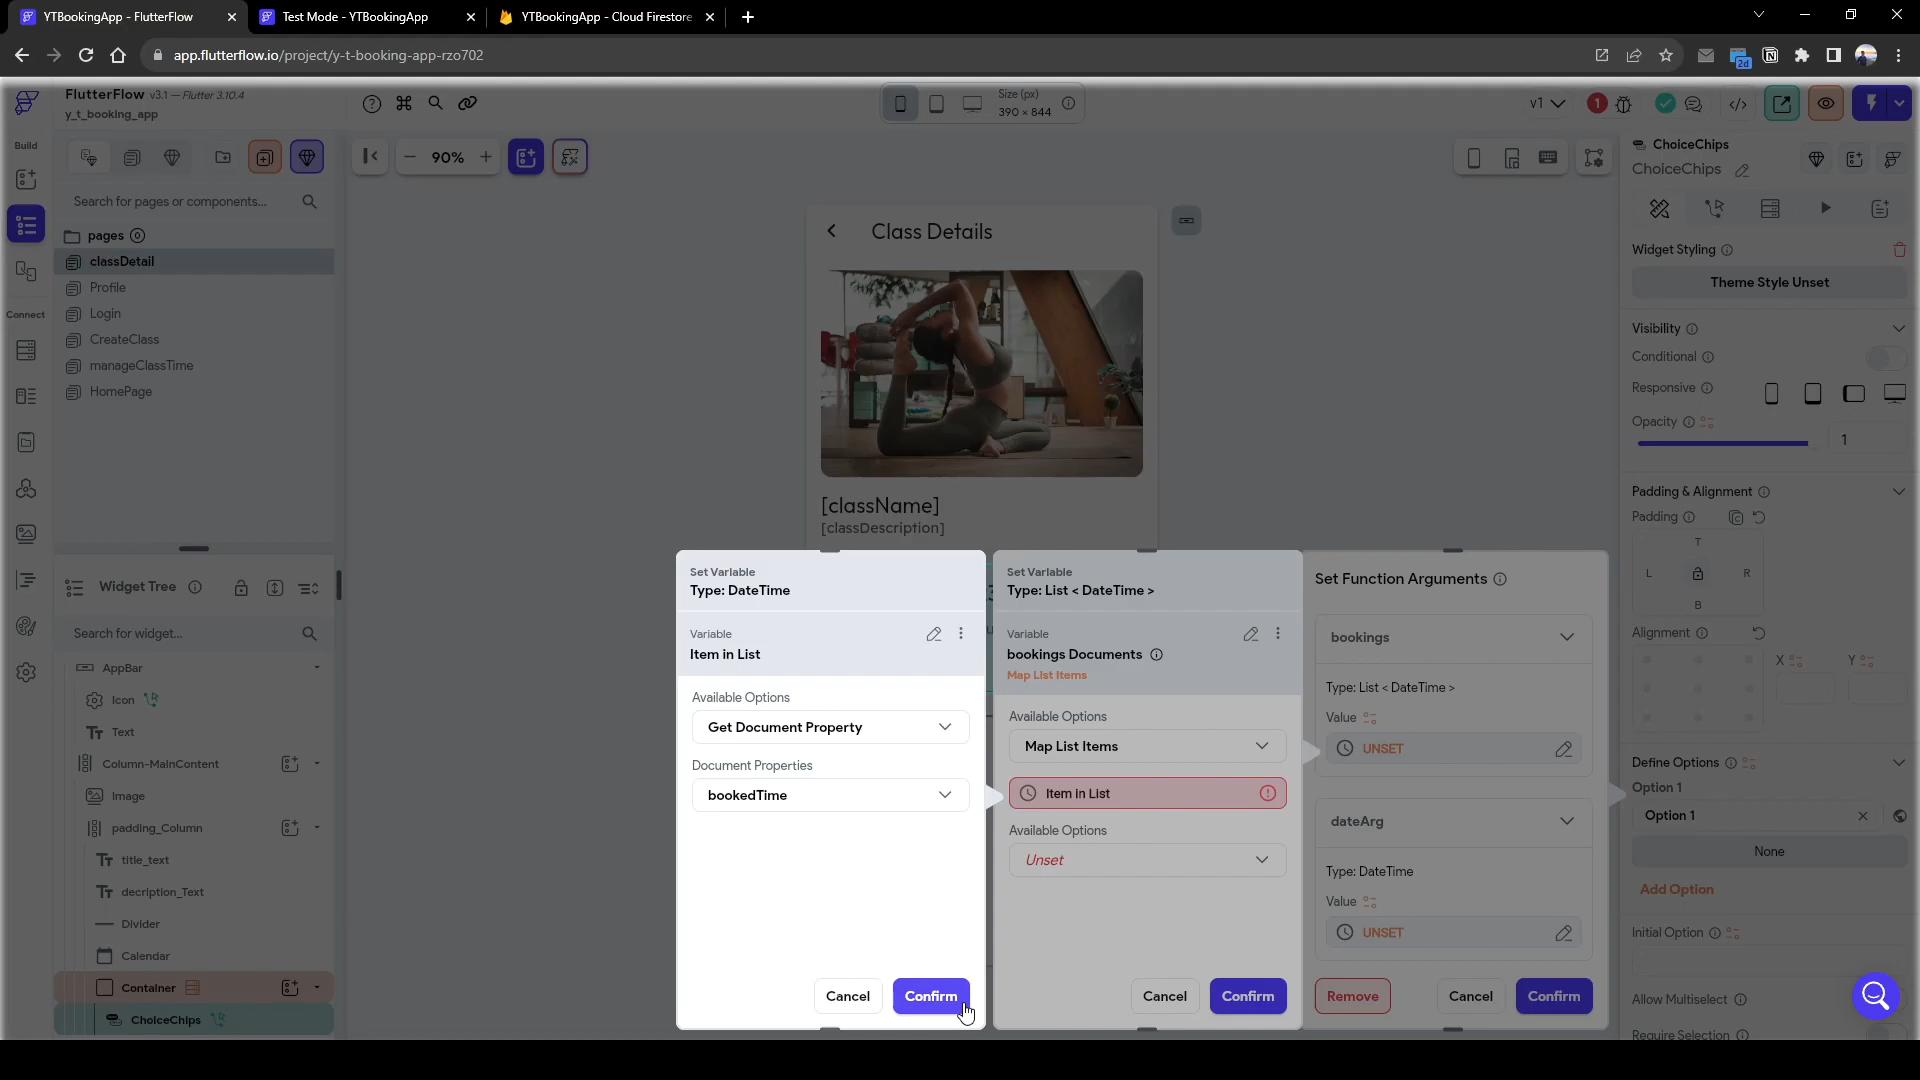 YTBookingApp - FlutterFlow
Test Mode - YTBookingApp
YTBookingApp - Cloud Firestore
app.flutterflow.io/project/y-t-booking-app-rzo702
2d
FlutterFlow v3.1 — Flutter 3.10.4
y_t_booking_app
Size (px)
390 × 844
v1
1
Build
90%
Search for pages or components...
pages 0
classDetail
Profile
Login
Connect
CreateClass
manageClassTime
HomePage
Widget Tree
Search for widget...
AppBar
Icon
Text
Column-MainContent
Image
padding_Column
title_text
decription_Text
Divider
Calendar
Container
ChoiceChips
Class Details
[className]
[classDescription]
Set Variable
Type: DateTime
Variable
Item in List
Available Options
Get Document Property
Document Properties
bookedTime
Cancel
Confirm
Set Variable
Type: List < DateTime >
Variable
bookings Documents
Map List Items
Available Options
Map List Items
Item in List
Available Options
Unset
Cancel
Confirm
Set Function Arguments
bookings
Type: List < DateTime >
Value
UNSET
dateArg
Type: DateTime
Value
UNSET
Remove
Cancel
Confirm
ChoiceChips
ChoiceChips
Widget Styling
Theme Style Unset
Visibility
Conditional
Responsive
Opacity
1
Padding & Alignment
Padding
T
L
R
B
Alignment
X
Y
Define Options
Option 1
Option 1
None
Add Option
Initial Option
Allow Multiselect
Require Selection